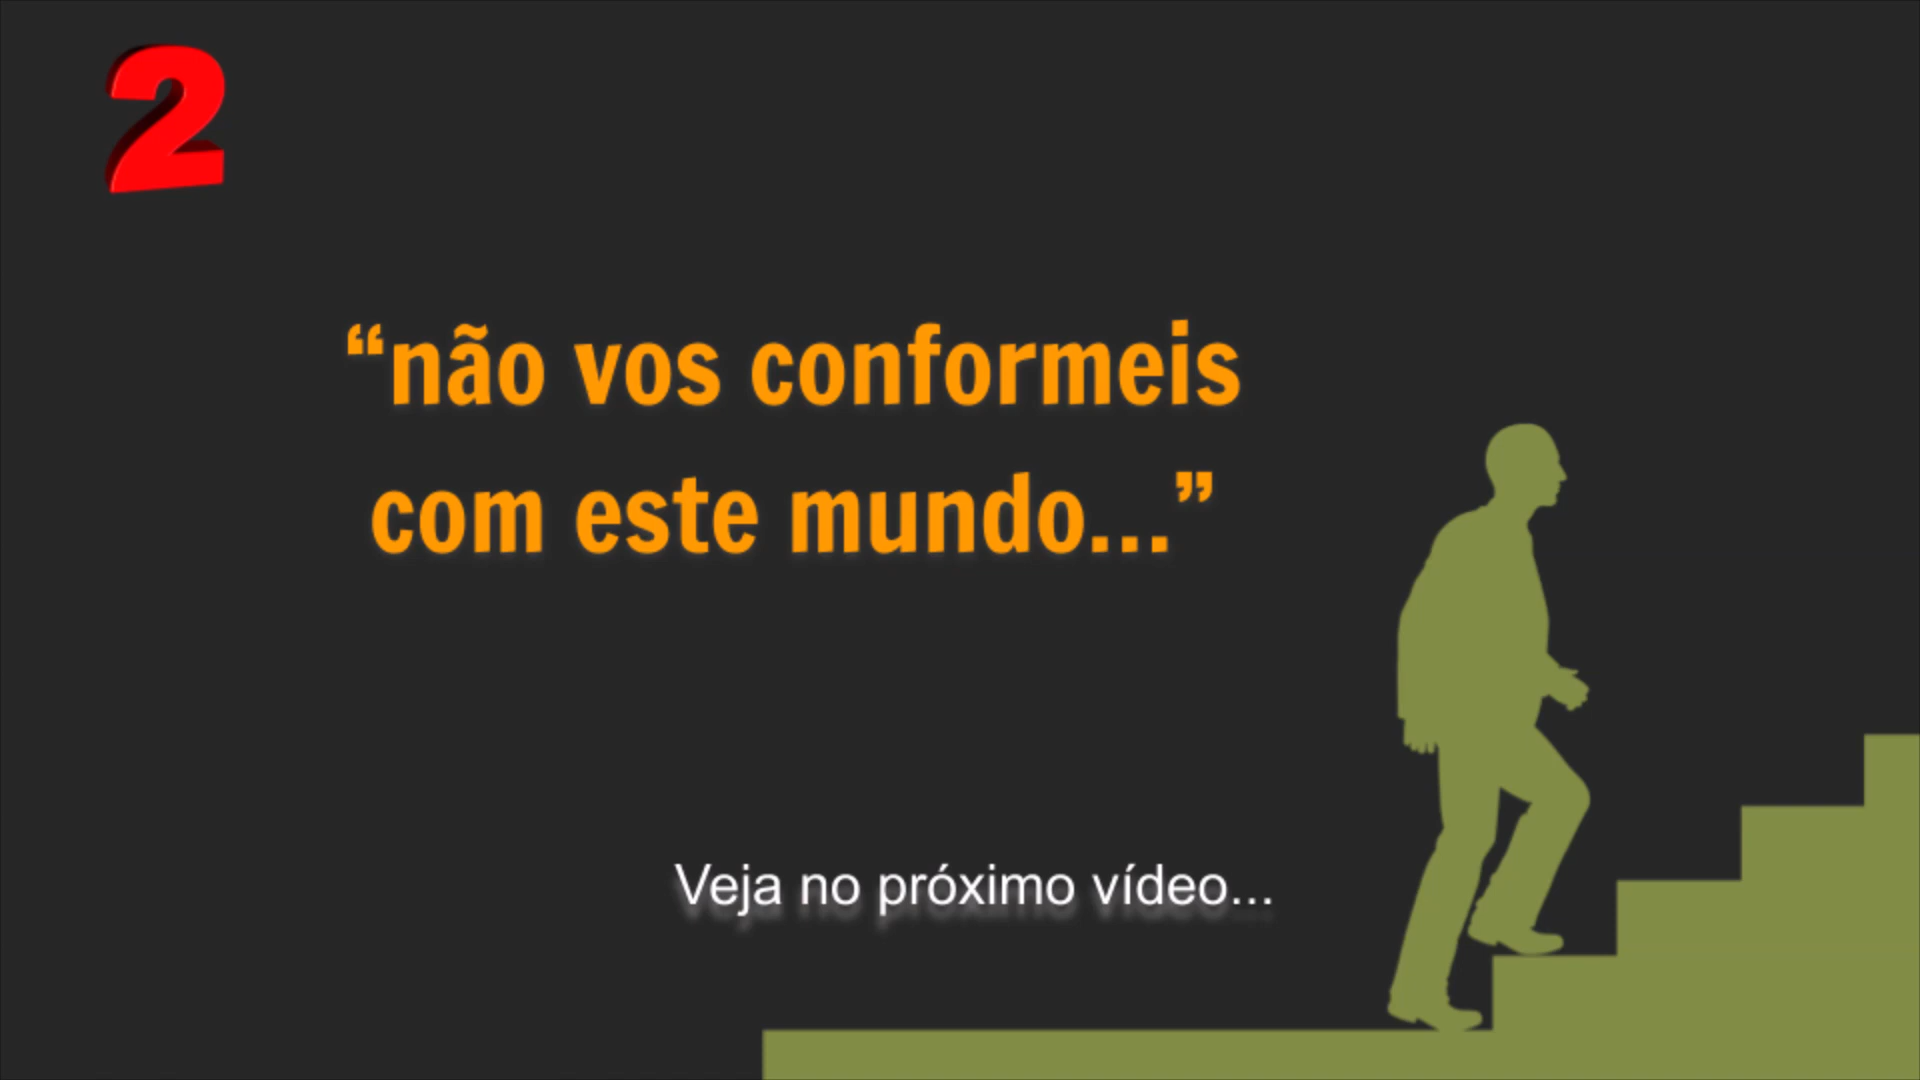 2
“não vos conformeis
com este mundo...”
Veja no próximo vídeo...